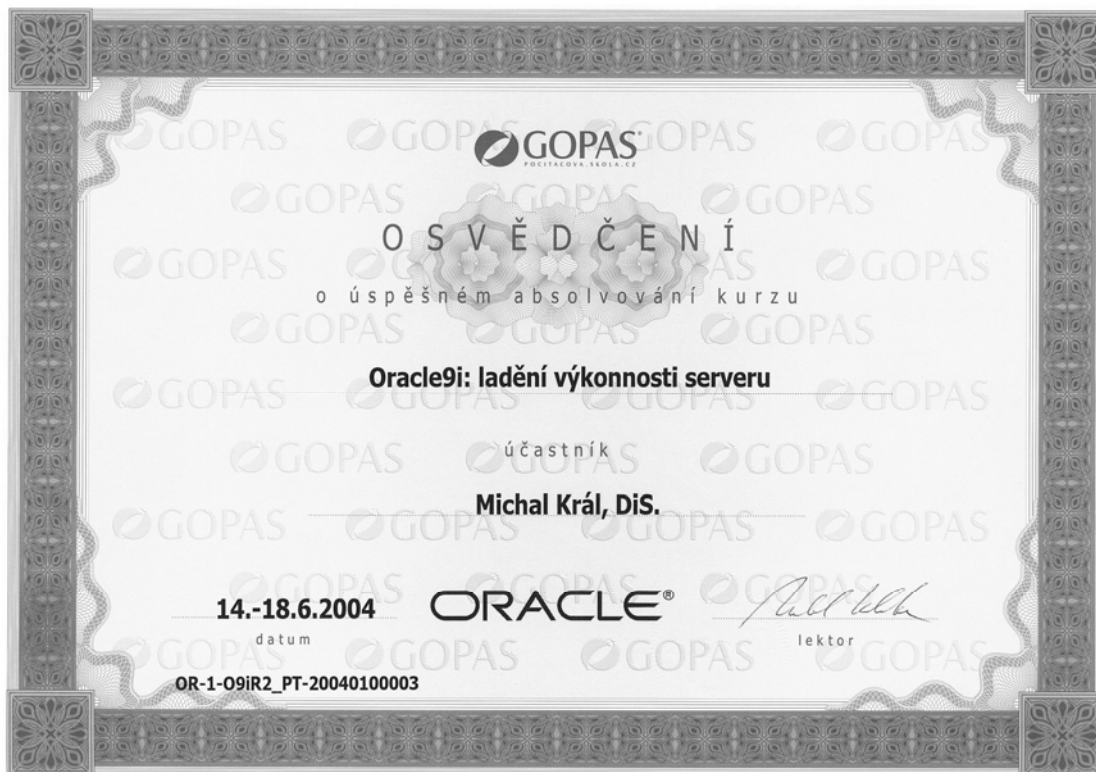 GOPAS®
POCITACOVA.SKOLA.CZ
OSVĚDČENÍ
o úspěšném absolvování kurzu
Oracle9i: ladění výkonnosti serveru
účastník
Michal Král, DiS.
14.-18.6.2004
datum
ORACLE®
lektor
OR-1-O9iR2_PT-20040100003